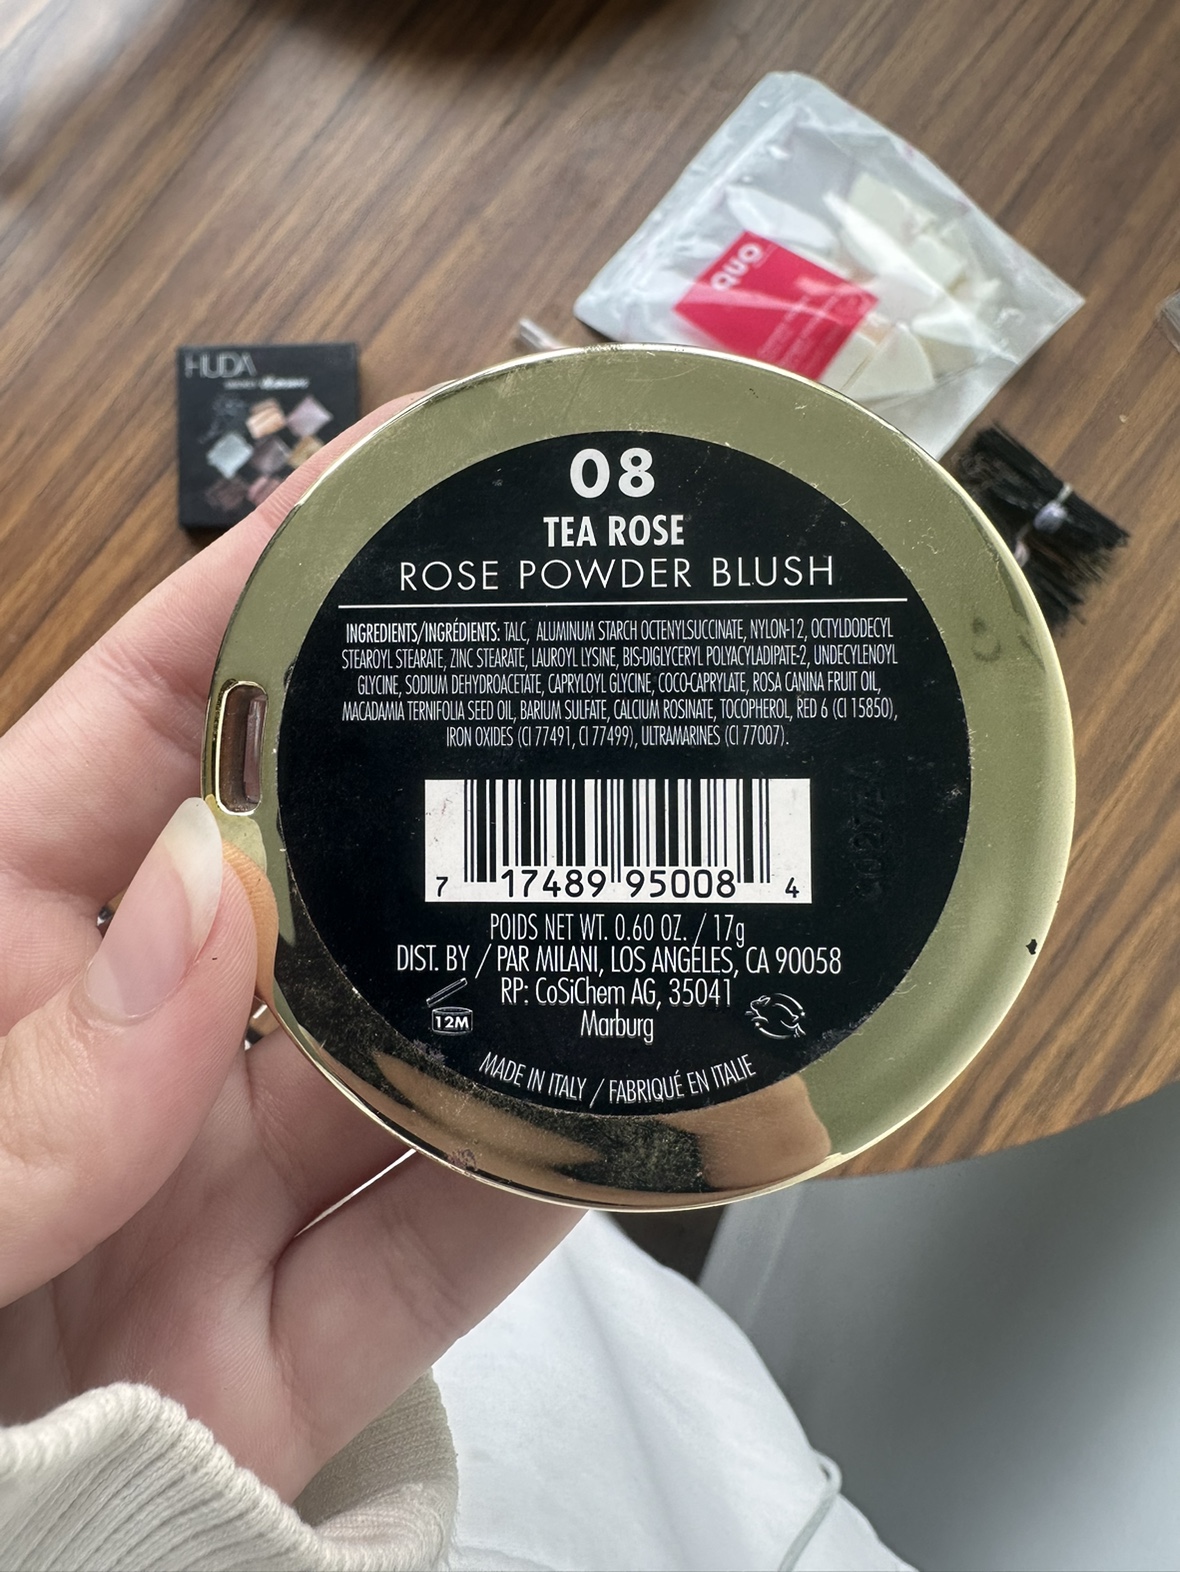 quo
HUDA
08
TEA ROSE
ROSE POWDER BLUSH
INGREDIENTS/INGRÉDIENTS: TALC, ALUMINUM STARCH OCTENYLSUCCINATE, NYLON-12, OCTYLDODECYL
STEAROYL STEARATE, ZINC STEARATE, LAUROYL LYSINE, BIS-DIGLYCERYL POLYACYLADIPATE-2, UNDECYLENOYL
GLYCINE, SODIUM DEHYDROACETATE, CAPRYLOYL GLYCINE, COCO-CAPRYLATE, ROSA CANINA FRUIT OIL,
MACADAMIA TERNIFOLIA SEED OIL, BARIUM SULFATE, CALCIUM ROSINATE, TOCOPHEROL, RED 6 (CI 15850),
IRON OXIDES (CI 77491, CI 77499), ULTRAMARINES (CI 77007).
7 17489 95008 4
POIDS NET WT. 0.60 OZ. / 17g
DIST. BY / PAR MILANI, LOS ANGELES, CA 90058
RP: CoSiChem AG, 35041
Marburg
12M
MADE IN ITALY / FABRIQUÉ EN ITALIE